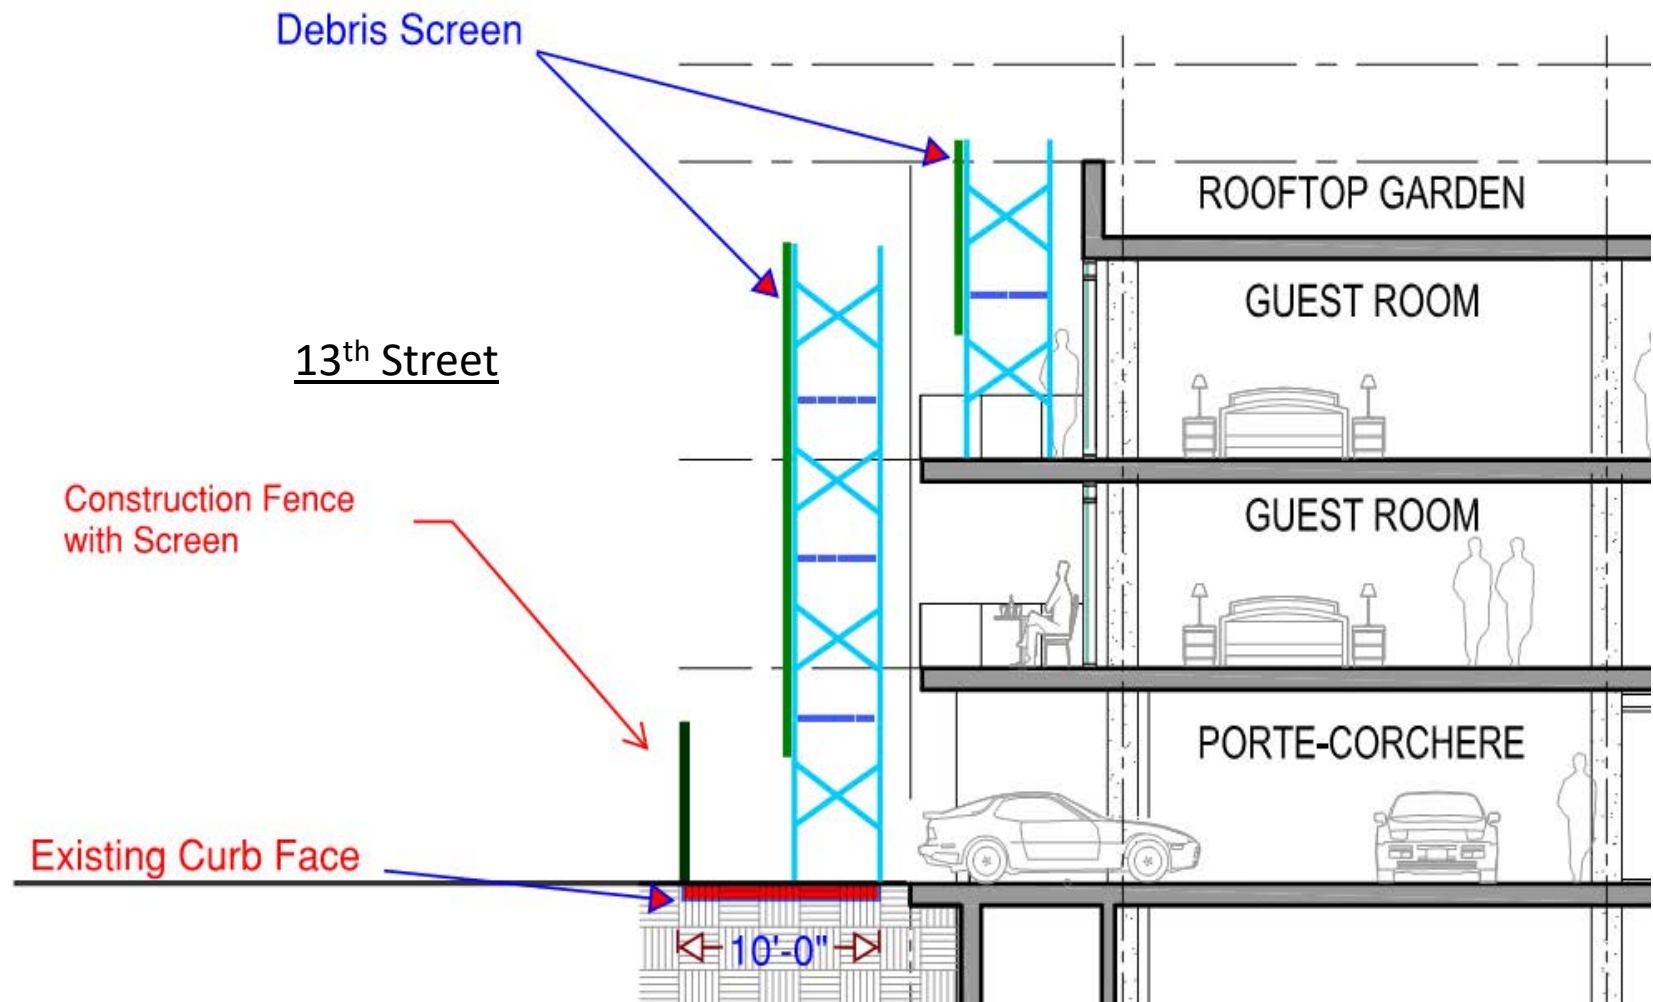 Debris Screen
ROOFTOP GARDEN
GUEST ROOM
13th Street
Construction Fence
with Screen
GUEST ROOM
PORTE-CORCHERE
Existing Curb Face
10'-0"